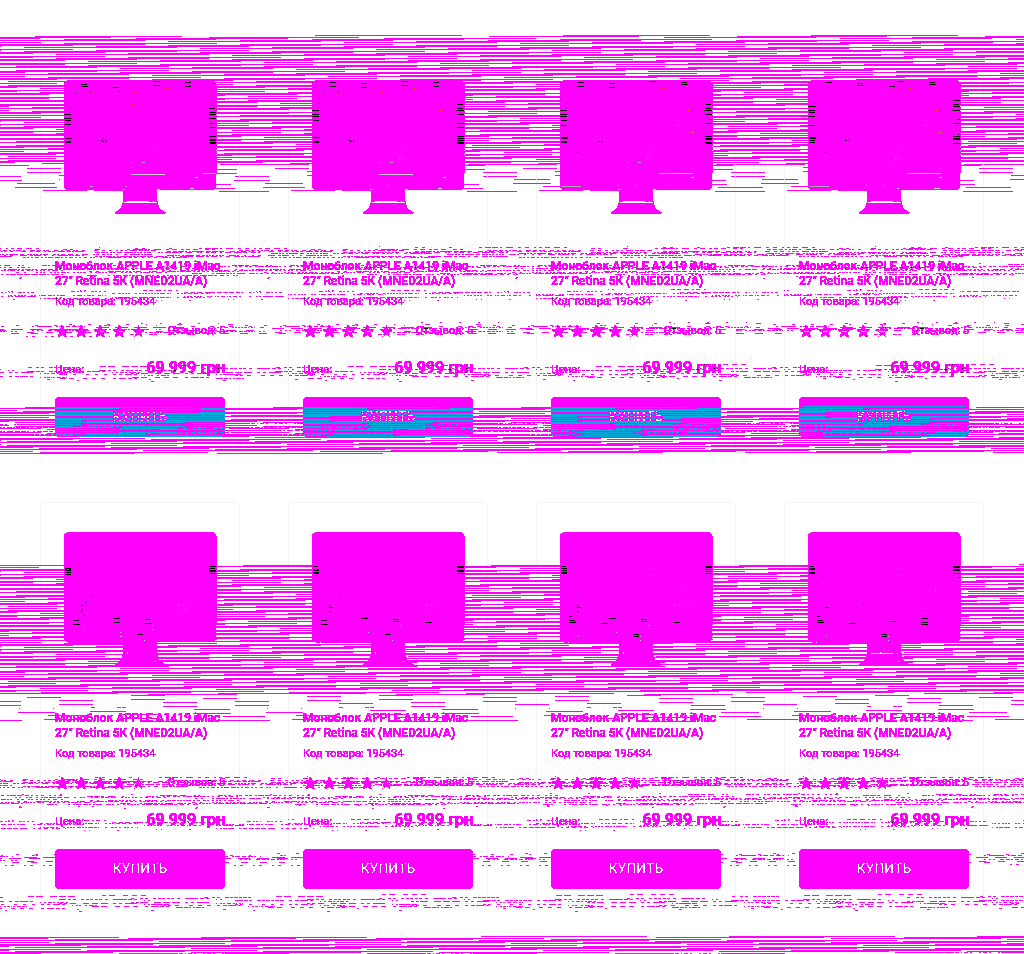 Моноблок APPLE A1419 iMac
27" Retina 5K (MNED2UA/A)
Код товара: 195434
Отзывов: 5
Цена: 69 999 грн
КУПИТЬ
Моноблок APPLE A1419 iMac
27" Retina 5K (MNED2UA/A)
Код товара: 195434
Отзывов: 5
Цена: 69 999 грн
КУПИТЬ
Моноблок APPLE A1419 iMac
27" Retina 5K (MNED2UA/A)
Код товара: 195434
Отзывов: 5
Цена: 69 999 грн
КУПИТЬ
Моноблок APPLE A1419 iMac
27" Retina 5K (MNED2UA/A)
Код товара: 195434
Отзывов: 5
Цена: 69 999 грн
КУПИТЬ
Моноблок APPLE A1419 iMac
27" Retina 5K (MNED2UA/A)
Код товара: 195434
Отзывов: 5
Цена: 69 999 грн
КУПИТЬ
Моноблок APPLE A1419 iMac
27" Retina 5K (MNED2UA/A)
Код товара: 195434
Отзывов: 5
Цена: 69 999 грн
КУПИТЬ
Моноблок APPLE A1419 iMac
27" Retina 5K (MNED2UA/A)
Код товара: 195434
Отзывов: 5
Цена: 69 999 грн
КУПИТЬ
Моноблок APPLE A1419 iMac
27" Retina 5K (MNED2UA/A)
Код товара: 195434
Отзывов: 5
Цена: 69 999 грн
КУПИТЬ